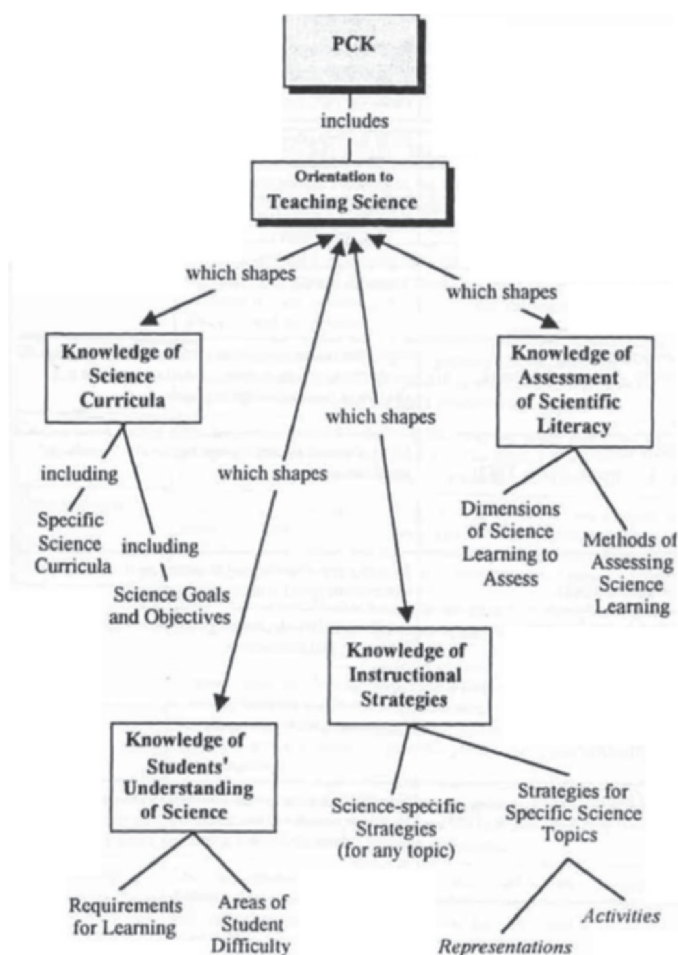 PCK
includes
Orientation to
Teaching Science
which shapes
which shapes
Knowledge of
Science
Curricula
Knowledge of
Assessment
of Scientific
Literacy
which shapes
which shapes
including
Specific
Science
Curricula
including
Science Goals
and Objectives
Dimensions
of Science
Learning to
Assess
Methods of
Assessing
Science
Learning
Knowledge of
Instructional
Strategies
Knowledge of
Students'
Understanding
of Science
Science-specific
Strategies
(for any topic)
Strategies for
Specific Science
Topics
Requirements
for Learning
Areas of
Student
Difficulty
Representations
Activities